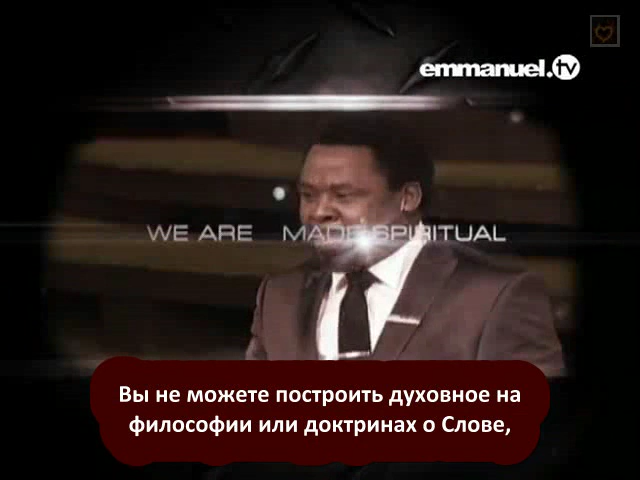 emmanuel.tv
WE ARE MADE SPIRITUAL
Вы не можете построить духовное на
философии или доктринах о Слове,